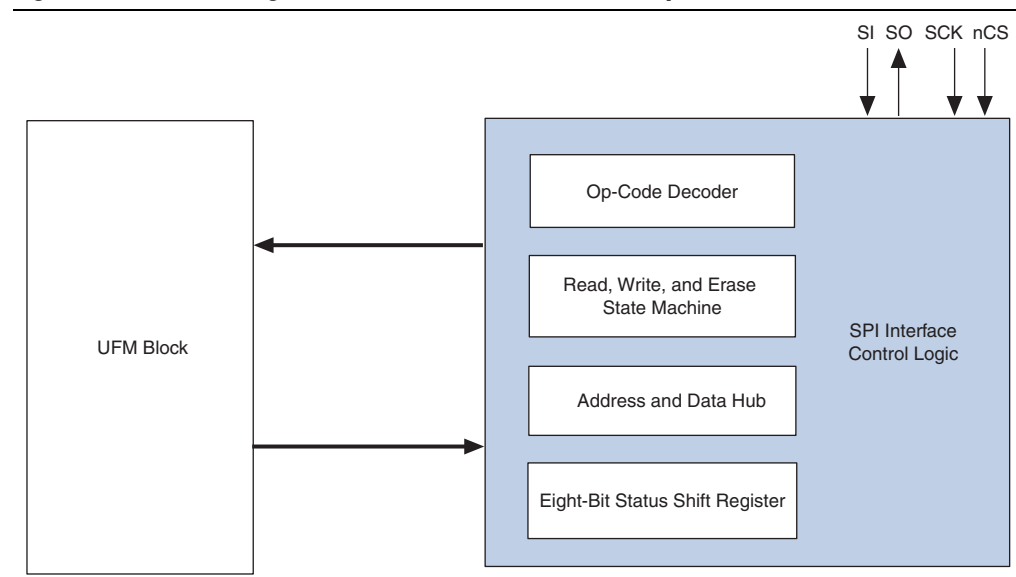 SI SO SCK nCS
Op-Code Decoder
Read, Write, and Erase
State Machine
SPI Interface
Control Logic
UFM Block
Address and Data Hub
Eight-Bit Status Shift Register